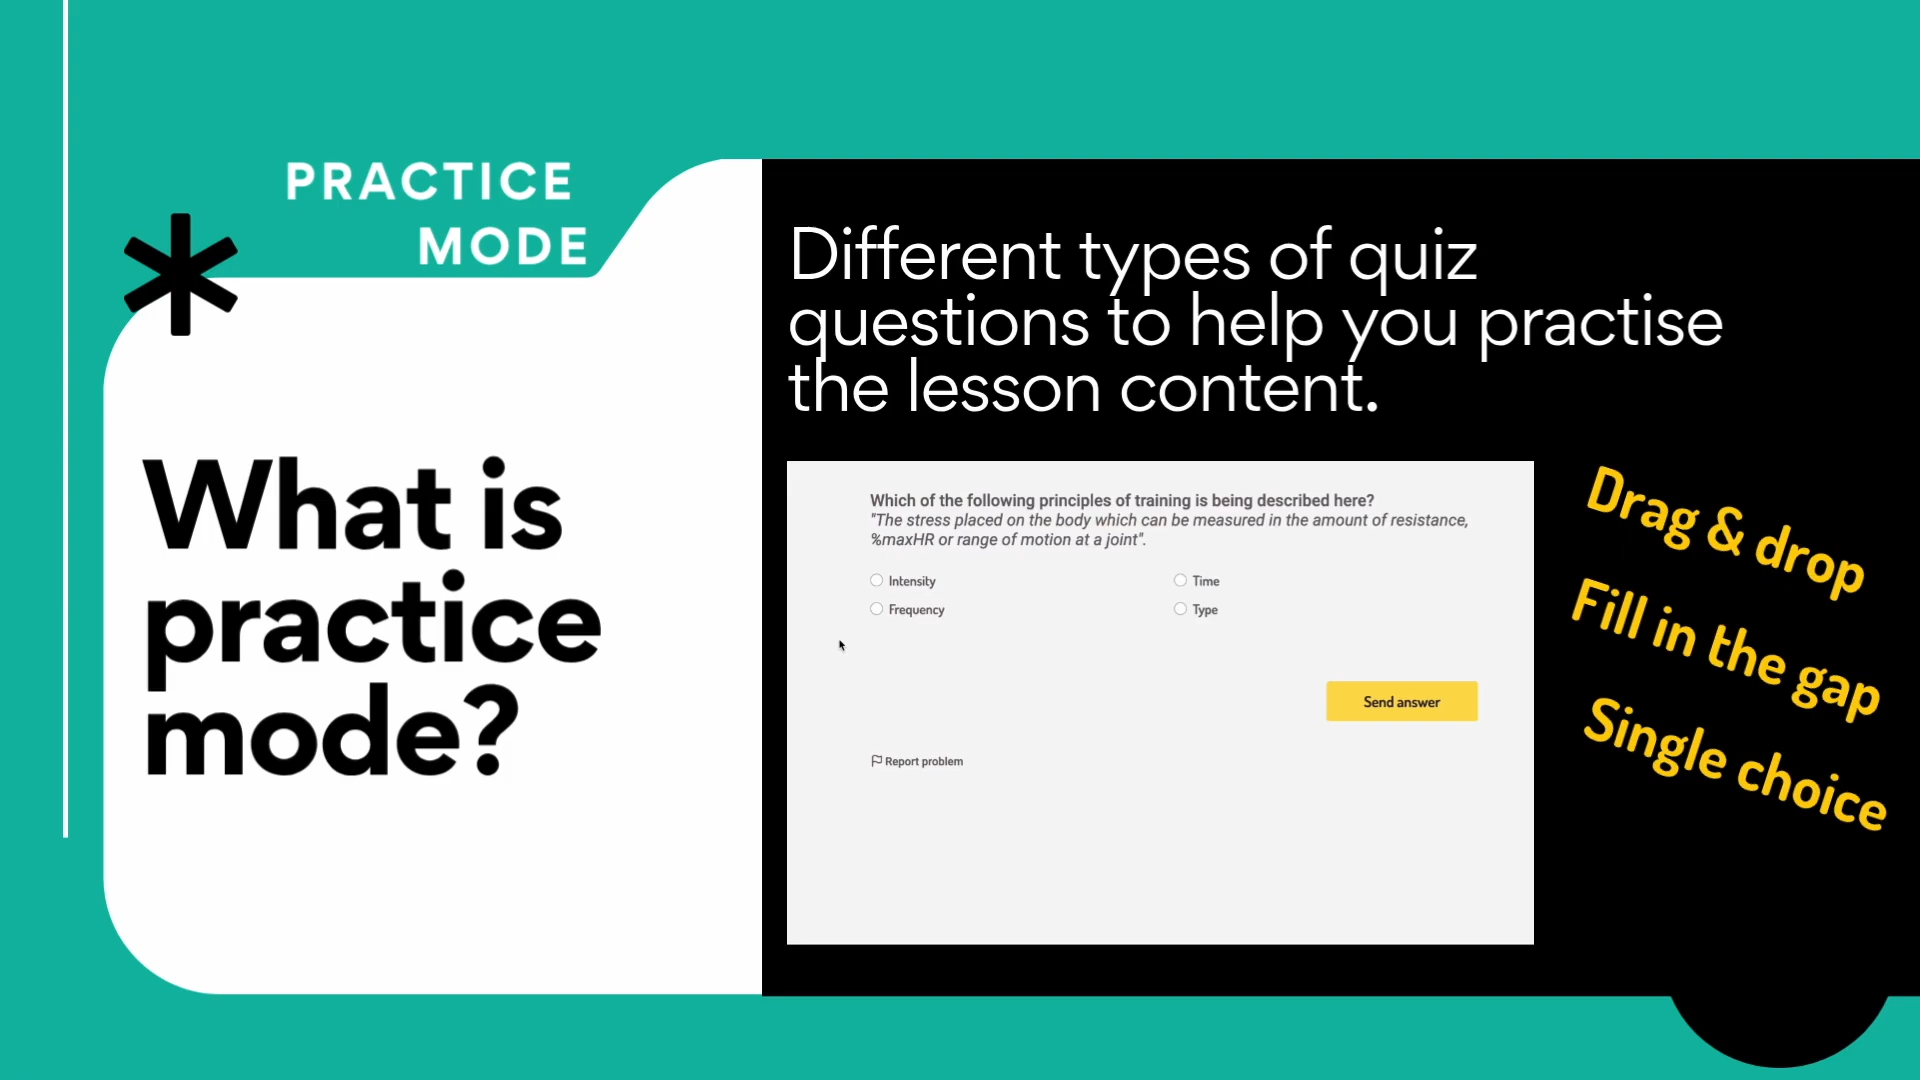 PRACTICE
MODE
What is
practice
mode?
Different types of quiz
questions to help you practise
the lesson content.
Which of the following principles of training is being described here?
"The stress placed on the body which can be measured in the amount of resistance,
%maxHR or range of motion at a joint".
Intensity
Time
Frequency
Type
Send answer
Report problem
Drag & drop
Fill in the gap
Single choice